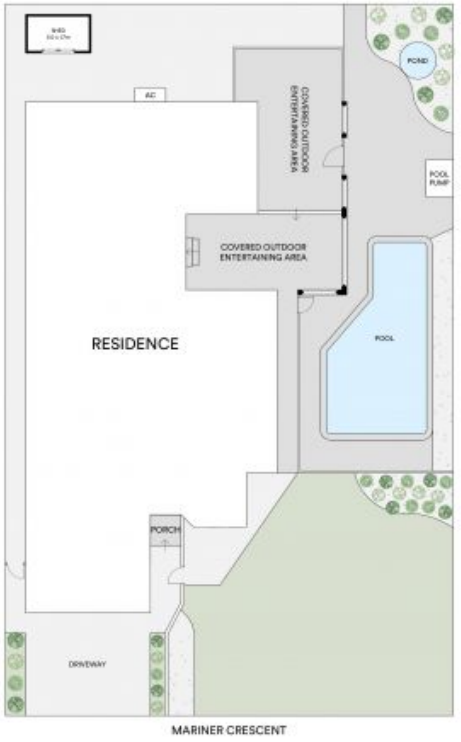 SHED
POND
AC
COVERED OUTDOOR
ENTERTAINING AREA
POOL
PUMP
COVERED OUTDOOR
ENTERTAINING AREA
POOL
RESIDENCE
PORCH
DRIVEWAY
MARINER CRESCENT